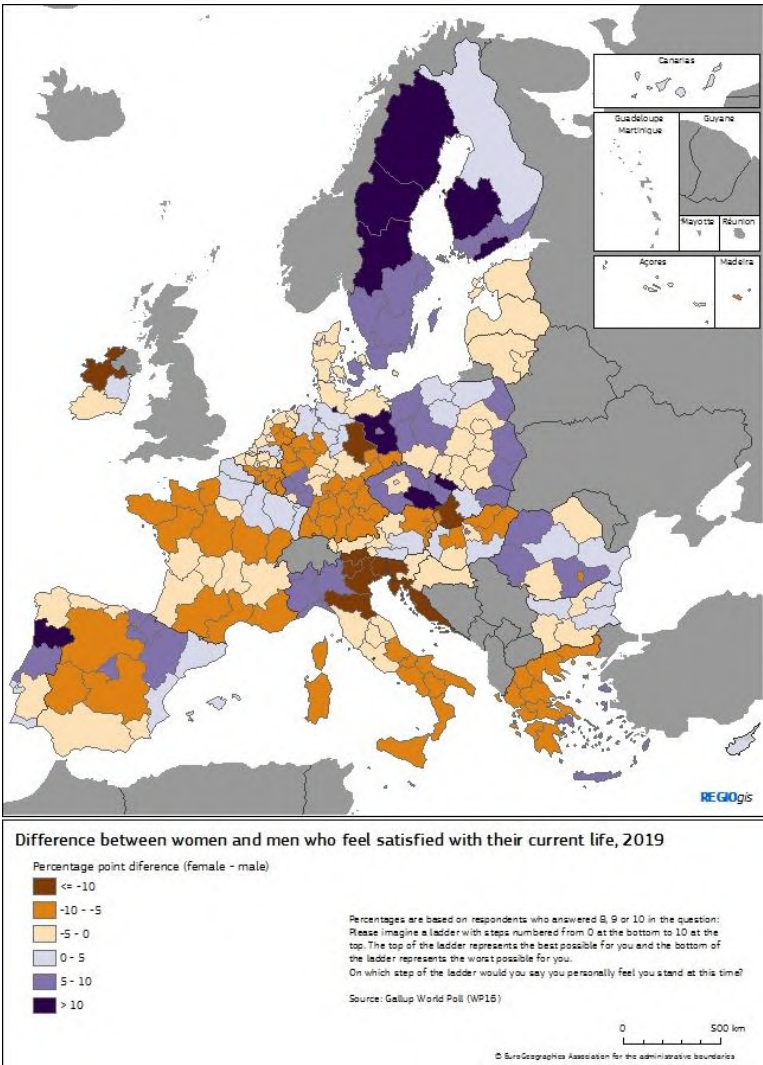 Canarias
Guadeloupe
Martinique
Guyane
Mayotte
Réunion
Açores
Madeira
REGIOgis
Difference between women and men who feel satisfied with their current life, 2019
Percentage point diference (female - male)
<= -10
-10 - -5
-5 - 0
0 - 5
5 - 10
> 10
Percentages are based on respondents who answered 8, 9 or 10 in the question:
Please imagine a ladder with steps numbered from 0 at the bottom to 10 at the
top. The top of the ladder represents the best possible for you and the bottom of
the ladder represents the worst possible for you.
On which step of the ladder would you say you personally feel you stand at this time?
Source: Gallup World Poll (WP16)
0 500 km
© EuroGeographics Association for the administrative boundaries